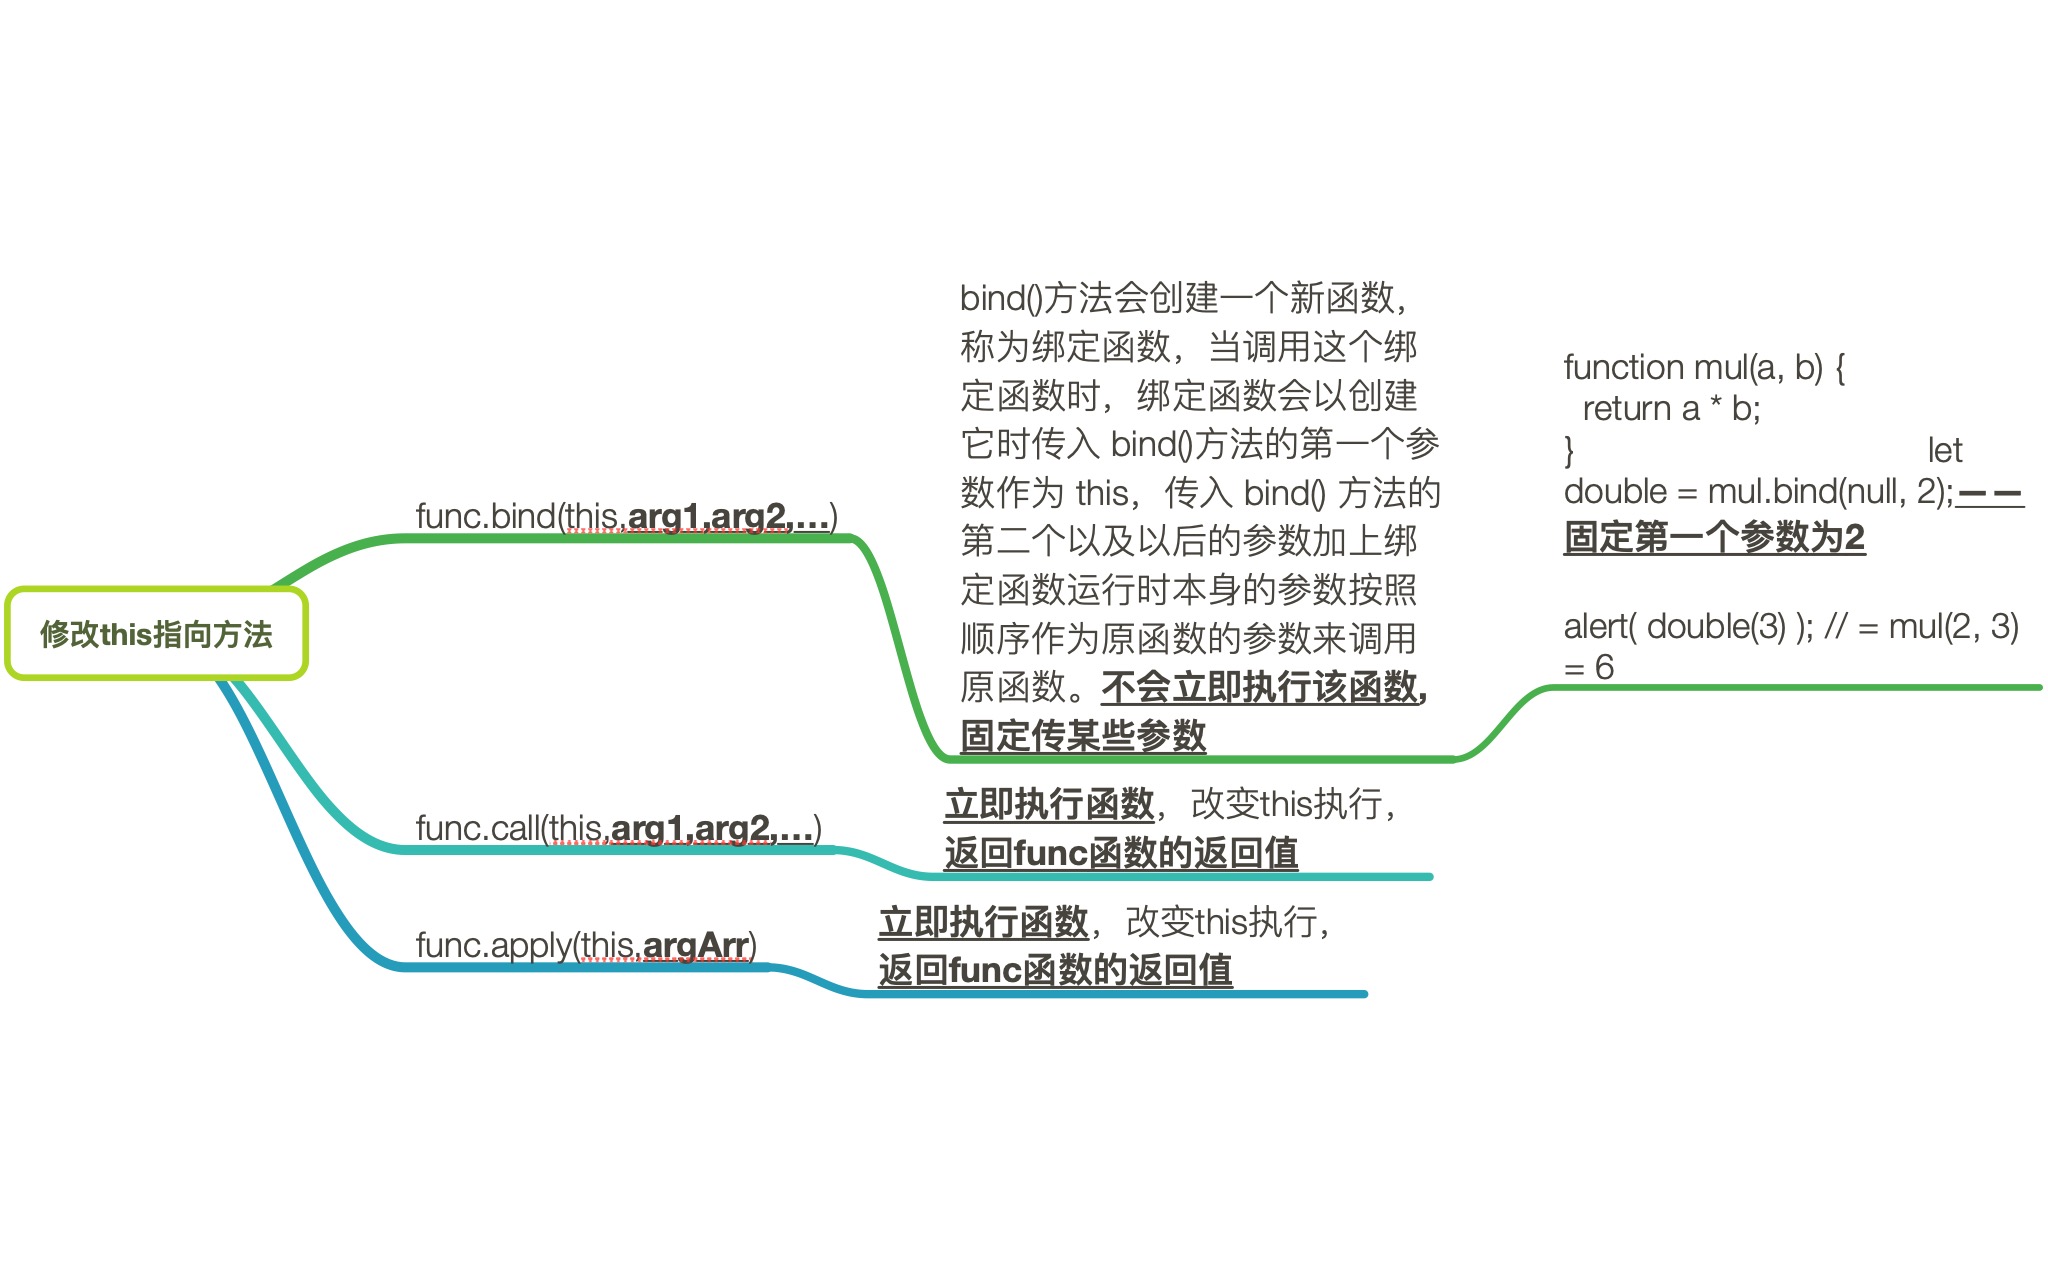 修改this指向方法
func.bind(this,arg1,arg2,…)
bind()方法会创建一个新函数，
称为绑定函数，当调用这个绑
定函数时，绑定函数会以创建
它时传入 bind()方法的第一个参
数作为 this，传入 bind() 方法的
第二个以及以后的参数加上绑
定函数运行时本身的参数按照
顺序作为原函数的参数来调用
原函数。不会立即执行该函数,
固定传某些参数
function mul(a, b) {
  return a * b;
} let
double = mul.bind(null, 2);——
固定第一个参数为2
alert( double(3) ); // = mul(2, 3)
= 6
func.call(this,arg1,arg2,…)
立即执行函数，改变this执行，
返回func函数的返回值
func.apply(this,argArr)
立即执行函数，改变this执行，
返回func函数的返回值